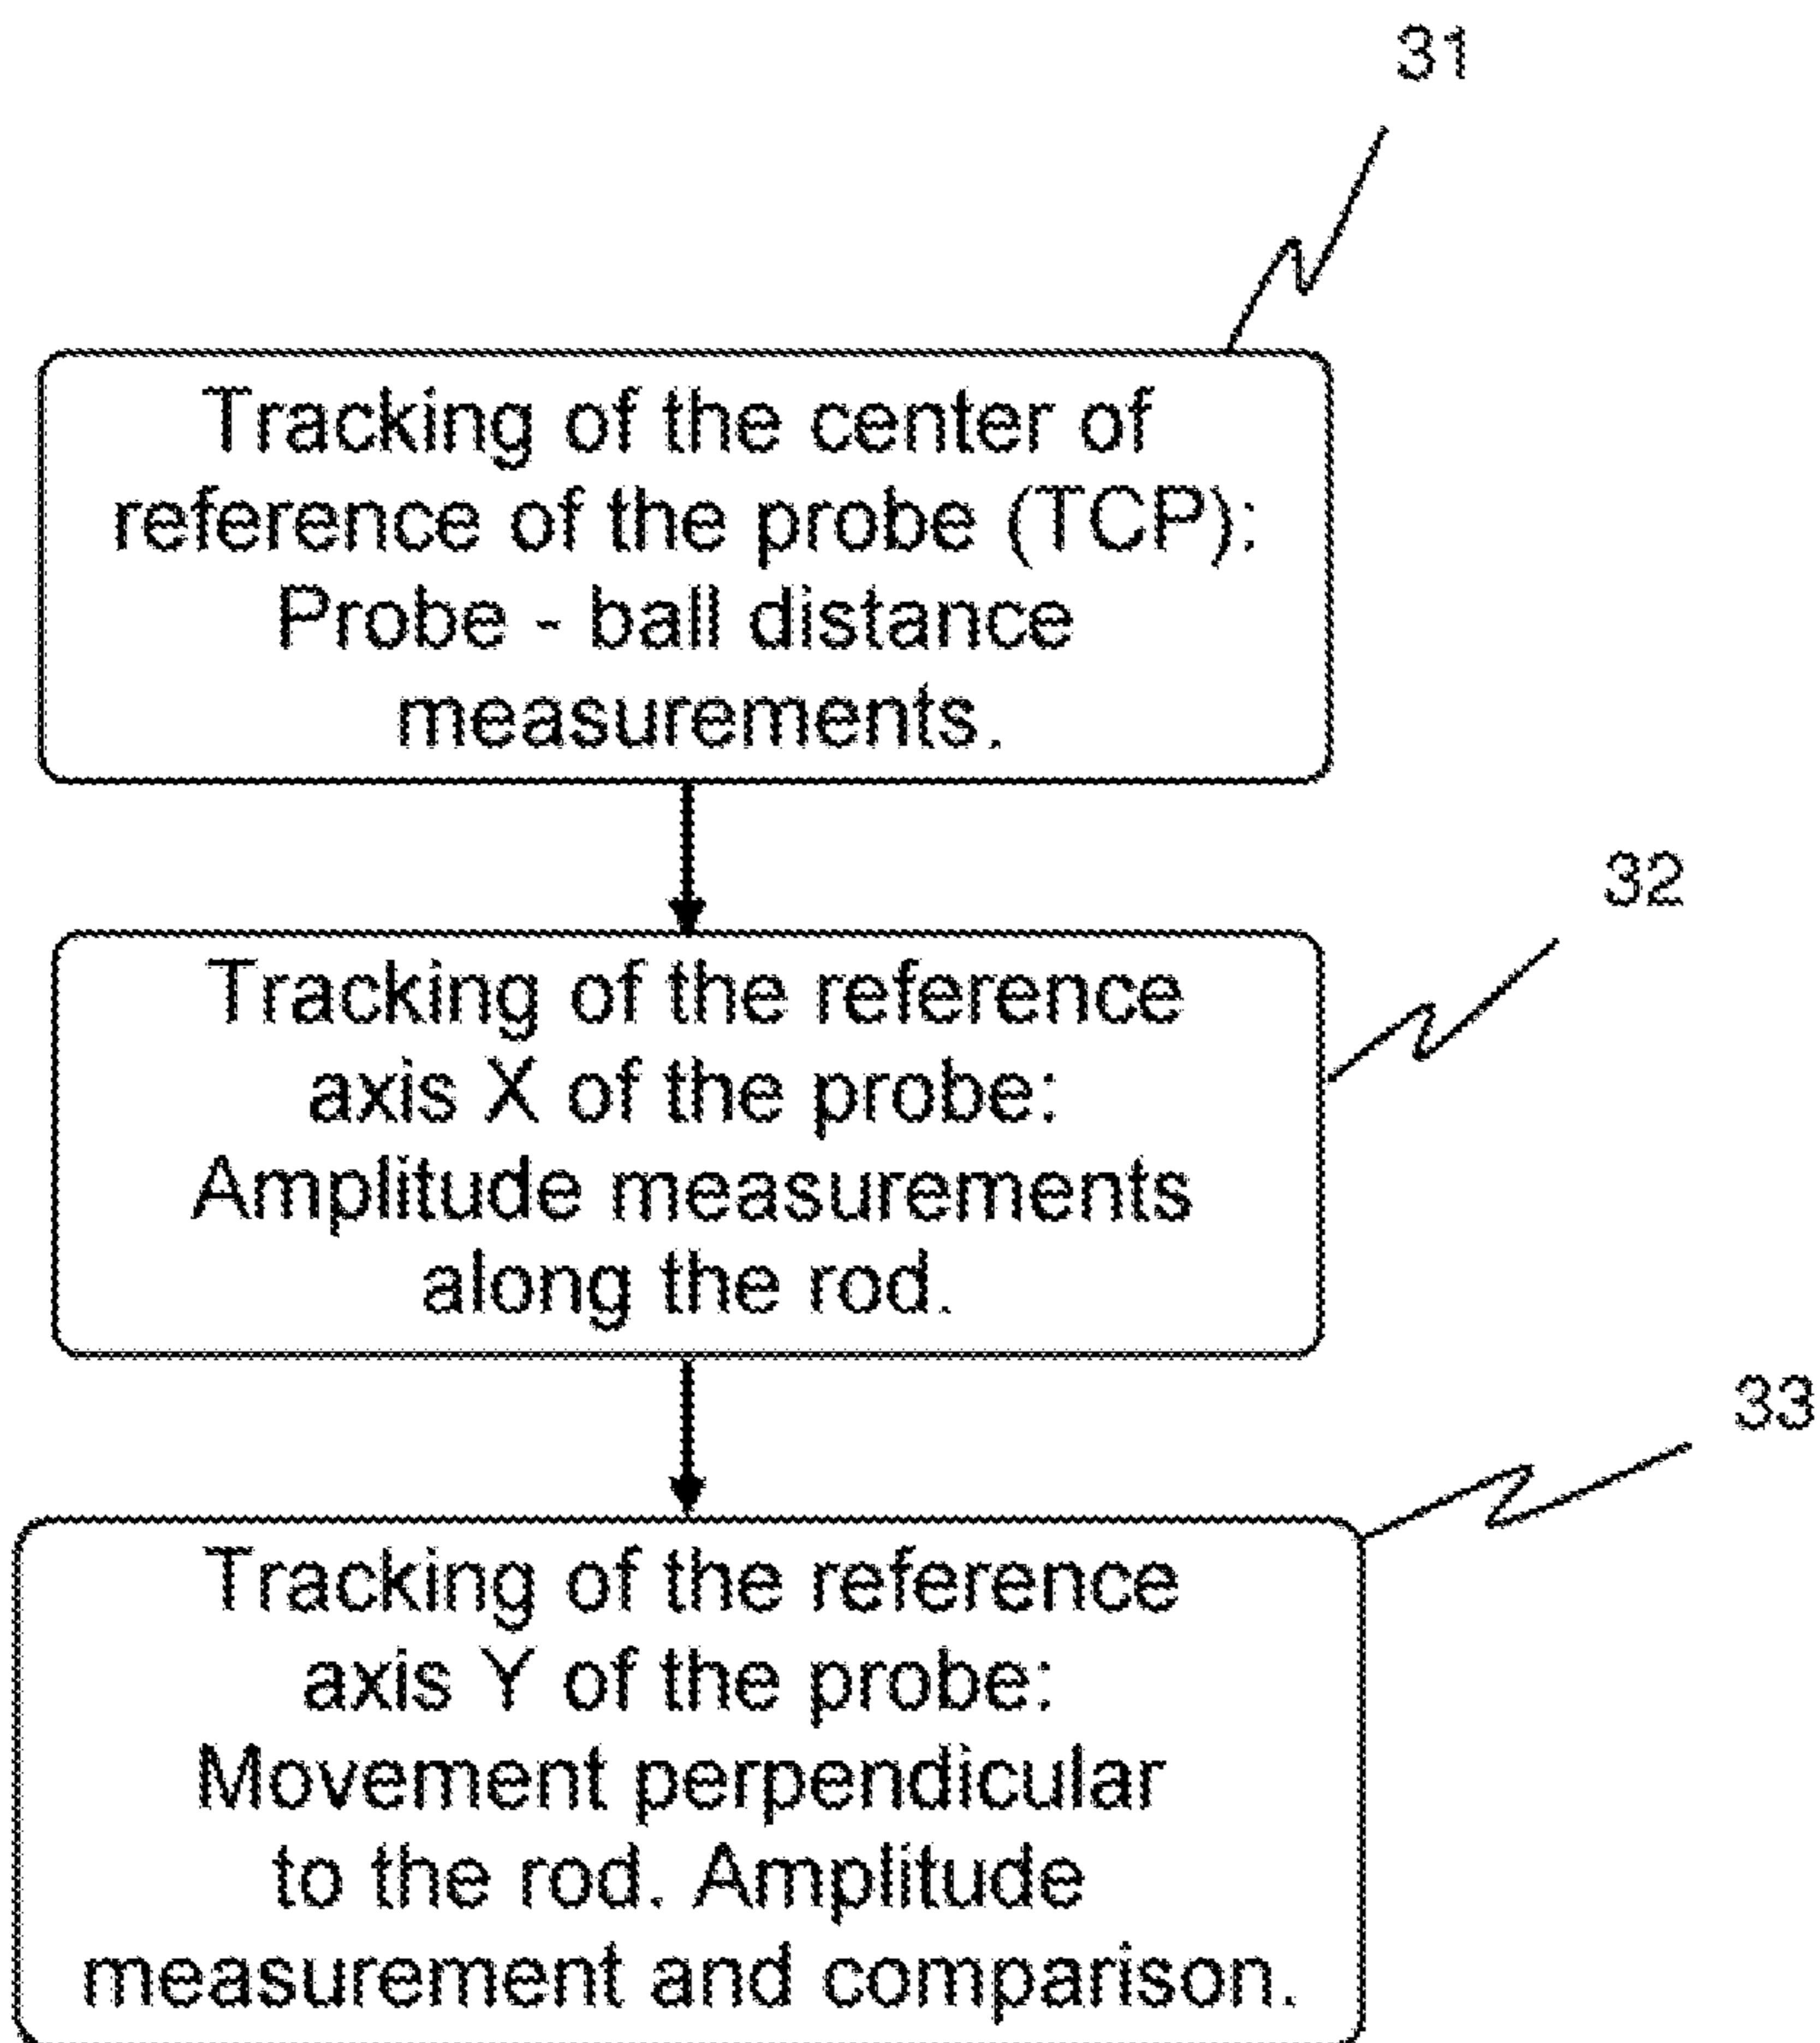 31
Tracking of the center of
reference of the probe (TCP):
Probe - ball distance
measurements.
32
Tracking of the reference
axis X of the probe:
Amplitude measurements
along the rod.
33
Tracking of the reference
axis Y of the probe:
Movement perpendicular
to the rod. Amplitude
measurement and comparison.